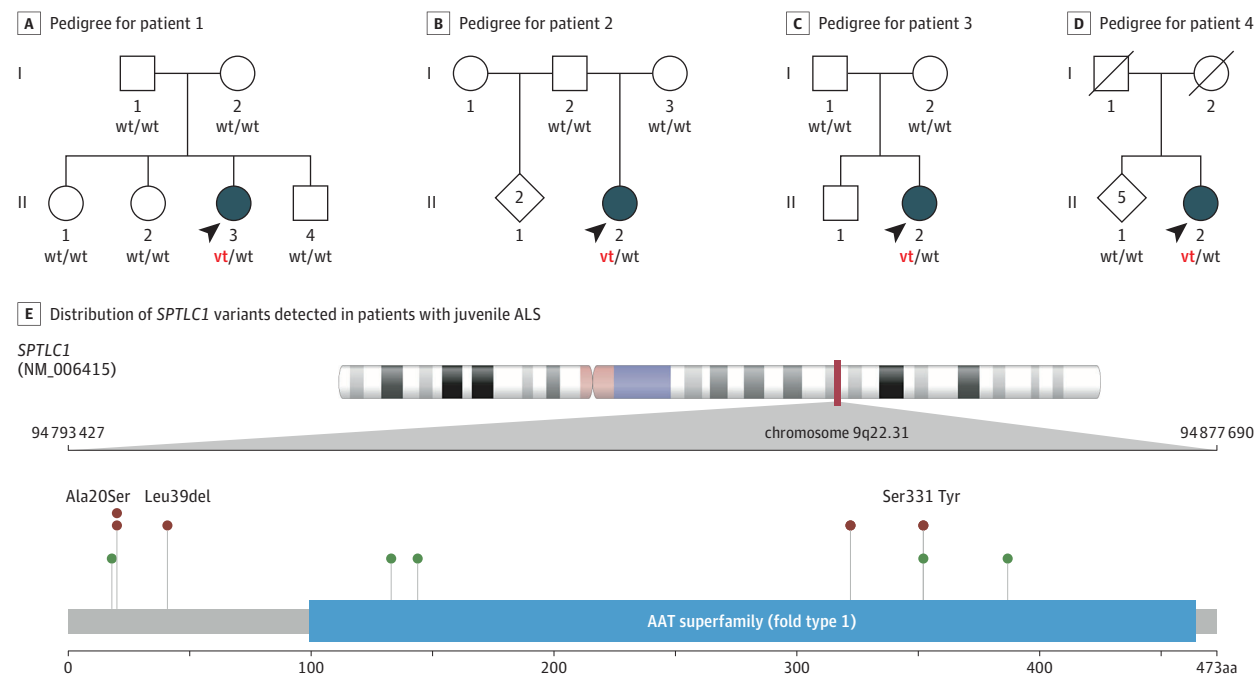 A Pedigree for patient 1
I
1 2
wt/wt wt/wt
II
1 2 3 4
wt/wt wt/wt vt/wt wt/wt
B Pedigree for patient 2
I
1 2 3
wt/wt wt/wt
II
2
1 2
vt/wt
C Pedigree for patient 3
I
1 2
wt/wt wt/wt
II
1 2
vt/wt
D Pedigree for patient 4
I
1 2
II
5
1 2
wt/wt vt/wt
E Distribution of SPTLC1 variants detected in patients with juvenile ALS
SPTLC1
(NM_006415)
94 793 427 chromosome 9q22.31 94 877 690
Ala20Ser Leu39del Ser331 Tyr
AAT superfamily (fold type 1)
0 100 200 300 400 473aa